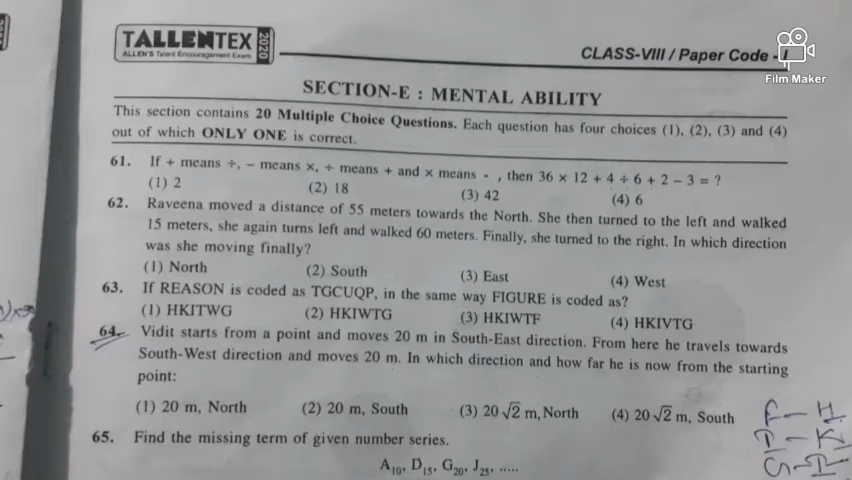 TALLENTEX 2020
ALLEN'S Talent Encouragement Exam
CLASS-VIII / Paper Code - I
Film Maker
SECTION-E : MENTAL ABILITY
This section contains 20 Multiple Choice Questions. Each question has four choices (1), (2), (3) and (4)
out of which ONLY ONE is correct.
61. If + means ÷, – means ×, ÷ means + and × means - , then 36 × 12 + 4 ÷ 6 + 2 – 3 = ?
(1) 2 (2) 18 (3) 42 (4) 6
62. Raveena moved a distance of 55 meters towards the North. She then turned to the left and walked
15 meters, she again turns left and walked 60 meters. Finally, she turned to the right. In which direction
was she moving finally?
(1) North (2) South (3) East (4) West
63. If REASON is coded as TGCUQP, in the same way FIGURE is coded as?
(1) HKITWG (2) HKIWTG (3) HKIWTF (4) HKIVTG
64. Vidit starts from a point and moves 20 m in South-East direction. From here he travels towards
South-West direction and moves 20 m. In which direction and how far he is now from the starting
point:
(1) 20 m, North (2) 20 m, South (3) 20√2 m, North (4) 20√2 m, South
65. Find the missing term of given number series.
A₁₀, D₁₅, G₂₀, J₂₅, .....